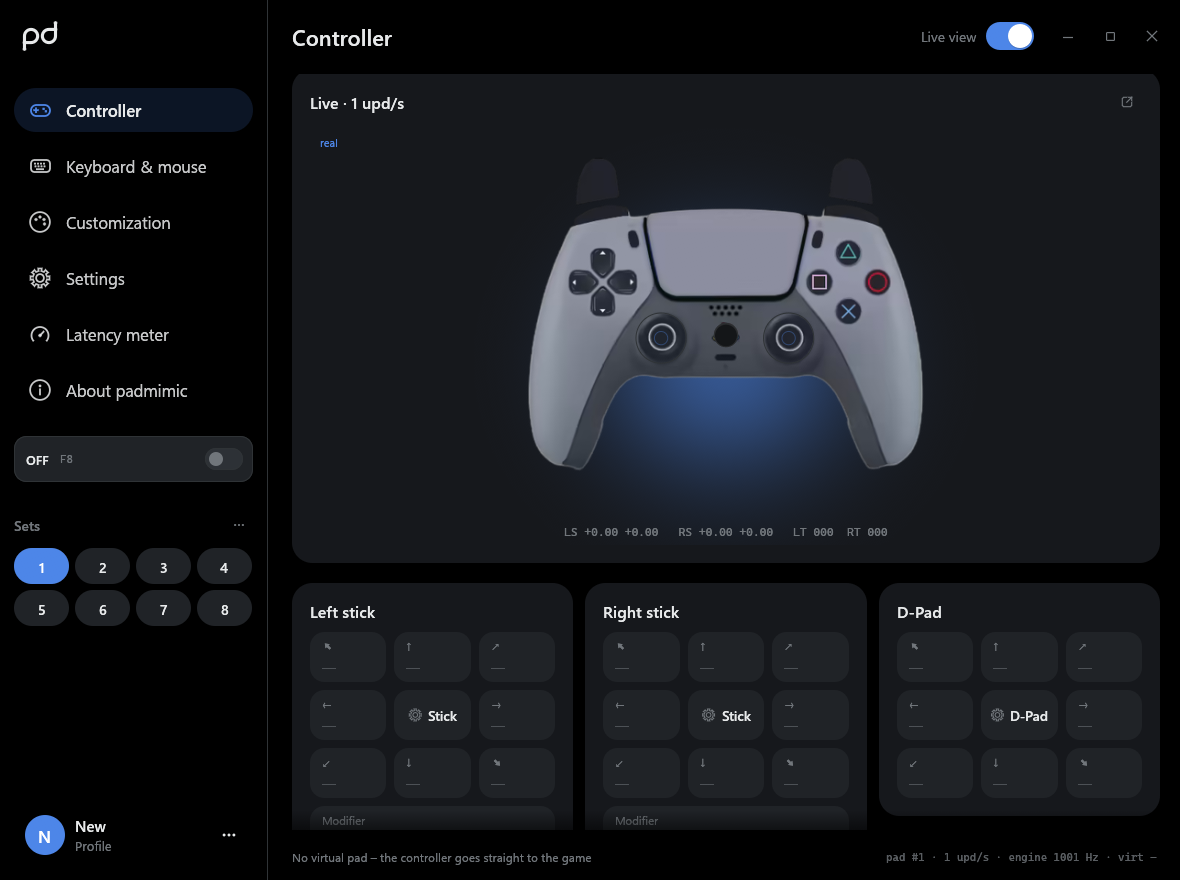 pd
Controller
Live view
Controller
Keyboard & mouse
Customization
Settings
Latency meter
About padmimic
OFF F8
Sets ...
1 2 3 4
5 6 7 8
N
New
Profile
...
Live · 1 upd/s
real
LS +0.00 +0.00 RS +0.00 +0.00 LT 000 RT 000
Left stick
↖ ↑ ↗
— — —
← Stick →
— —
↙ ↓ ↘
— — —
Modifier
Right stick
↖ ↑ ↗
— — —
← Stick →
— —
↙ ↓ ↘
— — —
Modifier
D-Pad
↖ ↑ ↗
— — —
← D-Pad →
— —
↙ ↓ ↘
— — —
No virtual pad – the controller goes straight to the game
pad #1 · 1 upd/s · engine 1001 Hz · virt –